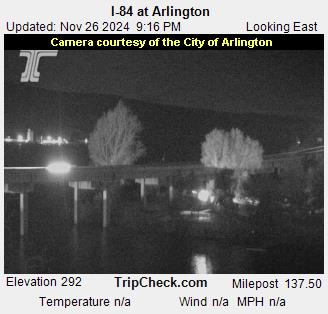 I-84 at Arlington
Updated: Nov 26 2024 9:16 PM Looking East
Camera courtesy of the City of Arlington
Elevation 292 TripCheck.com Milepost 137.50
Temperature n/a Wind n/a MPH n/a